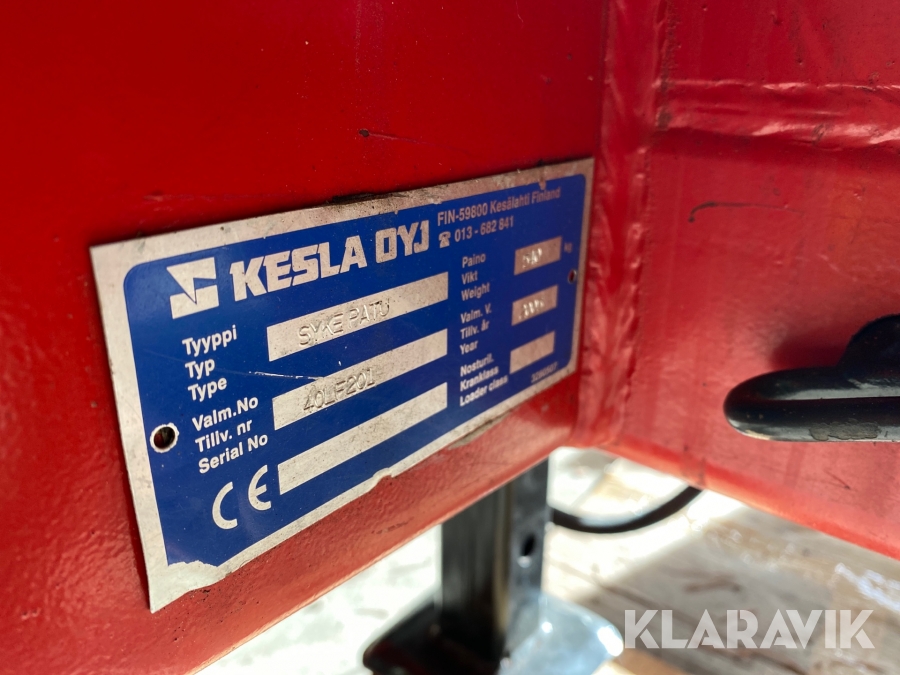 KESLA OYJ
FIN-59800 Kesälahti Finland
☎ 013 - 682 841
Tyyppi
Typ
Type
SYKE PATU
Valm.No
Tillv. nr
Serial No
40LF201
CE
Paino
Vikt
Weight
kg
Valm. V.
Tillv. år
Year
Nosturil.
Kranklass
Loader class
KLARAVIK